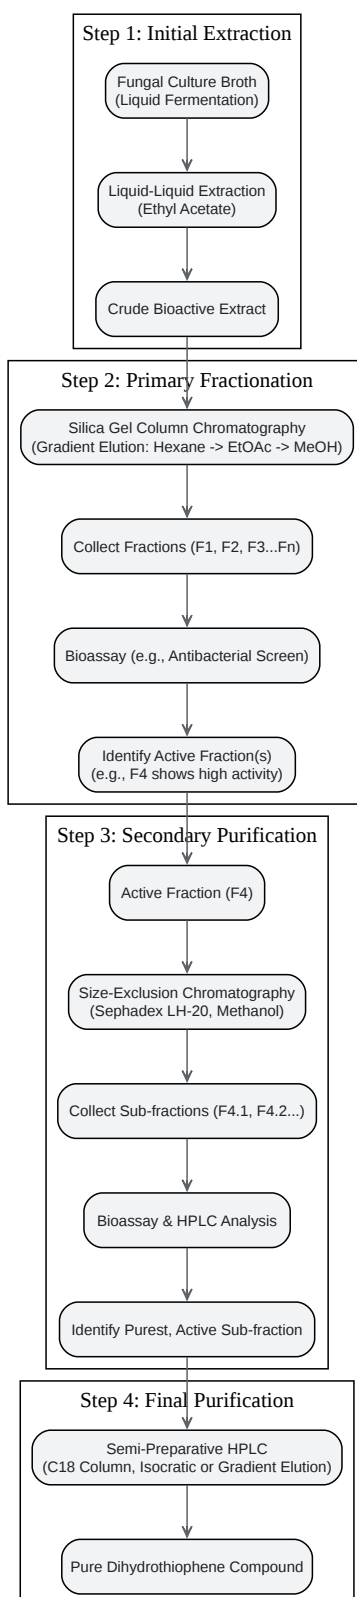 Step 1: Initial Extraction
Fungal Culture Broth
(Liquid Fermentation)
Liquid-Liquid Extraction
(Ethyl Acetate)
Crude Bioactive Extract
Step 2: Primary Fractionation
Silica Gel Column Chromatography
(Gradient Elution: Hexane -> EtOAc -> MeOH)
Collect Fractions (F1, F2, F3...Fn)
Bioassay (e.g., Antibacterial Screen)
Identify Active Fraction(s)
(e.g., F4 shows high activity)
Step 3: Secondary Purification
Active Fraction (F4)
Size-Exclusion Chromatography
(Sephadex LH-20, Methanol)
Collect Sub-fractions (F4.1, F4.2...)
Bioassay & HPLC Analysis
Identify Purest, Active Sub-fraction
Step 4: Final Purification
Semi-Preparative HPLC
(C18 Column, Isocratic or Gradient Elution)
Pure Dihydrothiophene Compound